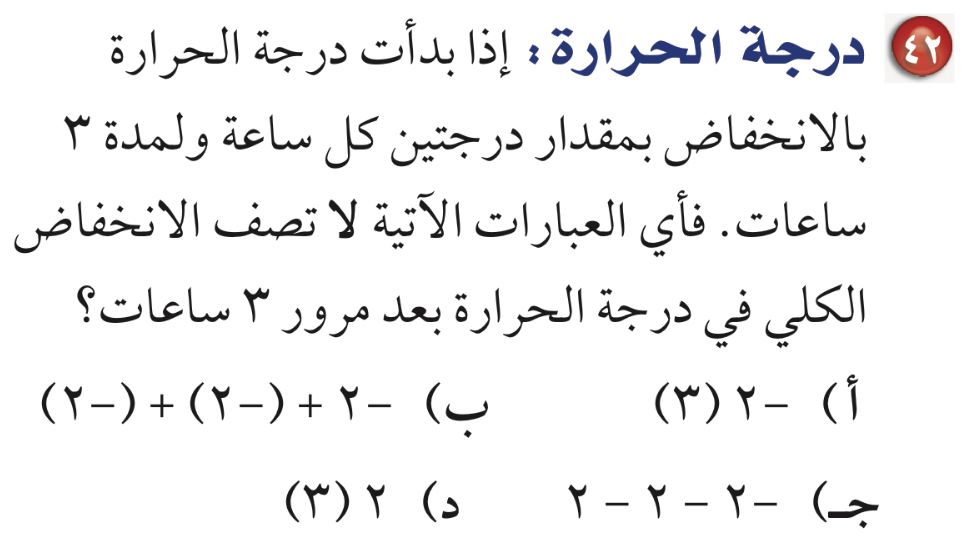 ٤٢ درجة الحرارة: إذا بدأت درجة الحرارة
بالانخفاض بمقدار درجتين كل ساعة ولمدة ٣
ساعات. فأي العبارات الآتية لا تصف الانخفاض
الكلي في درجة الحرارة بعد مرور ٣ ساعات؟
أ) -٢ (٣) ب) -٢ + (-٢) + (-٢)
جـ) -٢ - ٢ - ٢ د) ٢ (٣)